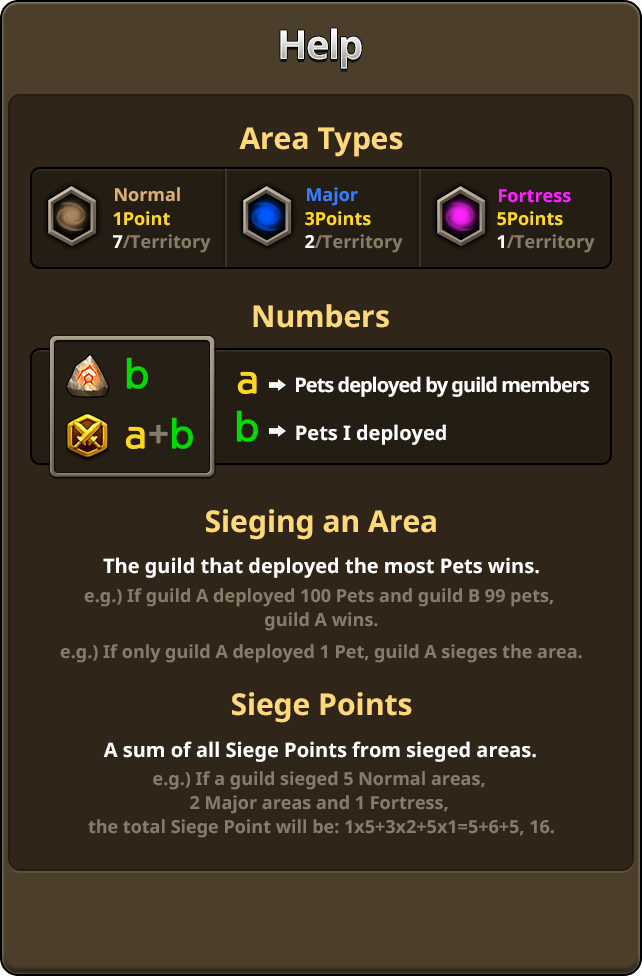 Help
Area Types
Normal
1Point
7/Territory
Major
3Points
2/Territory
Fortress
5Points
1/Territory
Numbers
b
a+b
a ➡ Pets deployed by guild members
b ➡ Pets I deployed
Sieging an Area
The guild that deployed the most Pets wins.
e.g.) If guild A deployed 100 Pets and guild B 99 pets,
guild A wins.
e.g.) If only guild A deployed 1 Pet, guild A sieges the area.
Siege Points
A sum of all Siege Points from sieged areas.
e.g.) If a guild sieged 5 Normal areas,
2 Major areas and 1 Fortress,
the total Siege Point will be: 1x5+3x2+5x1=5+6+5, 16.